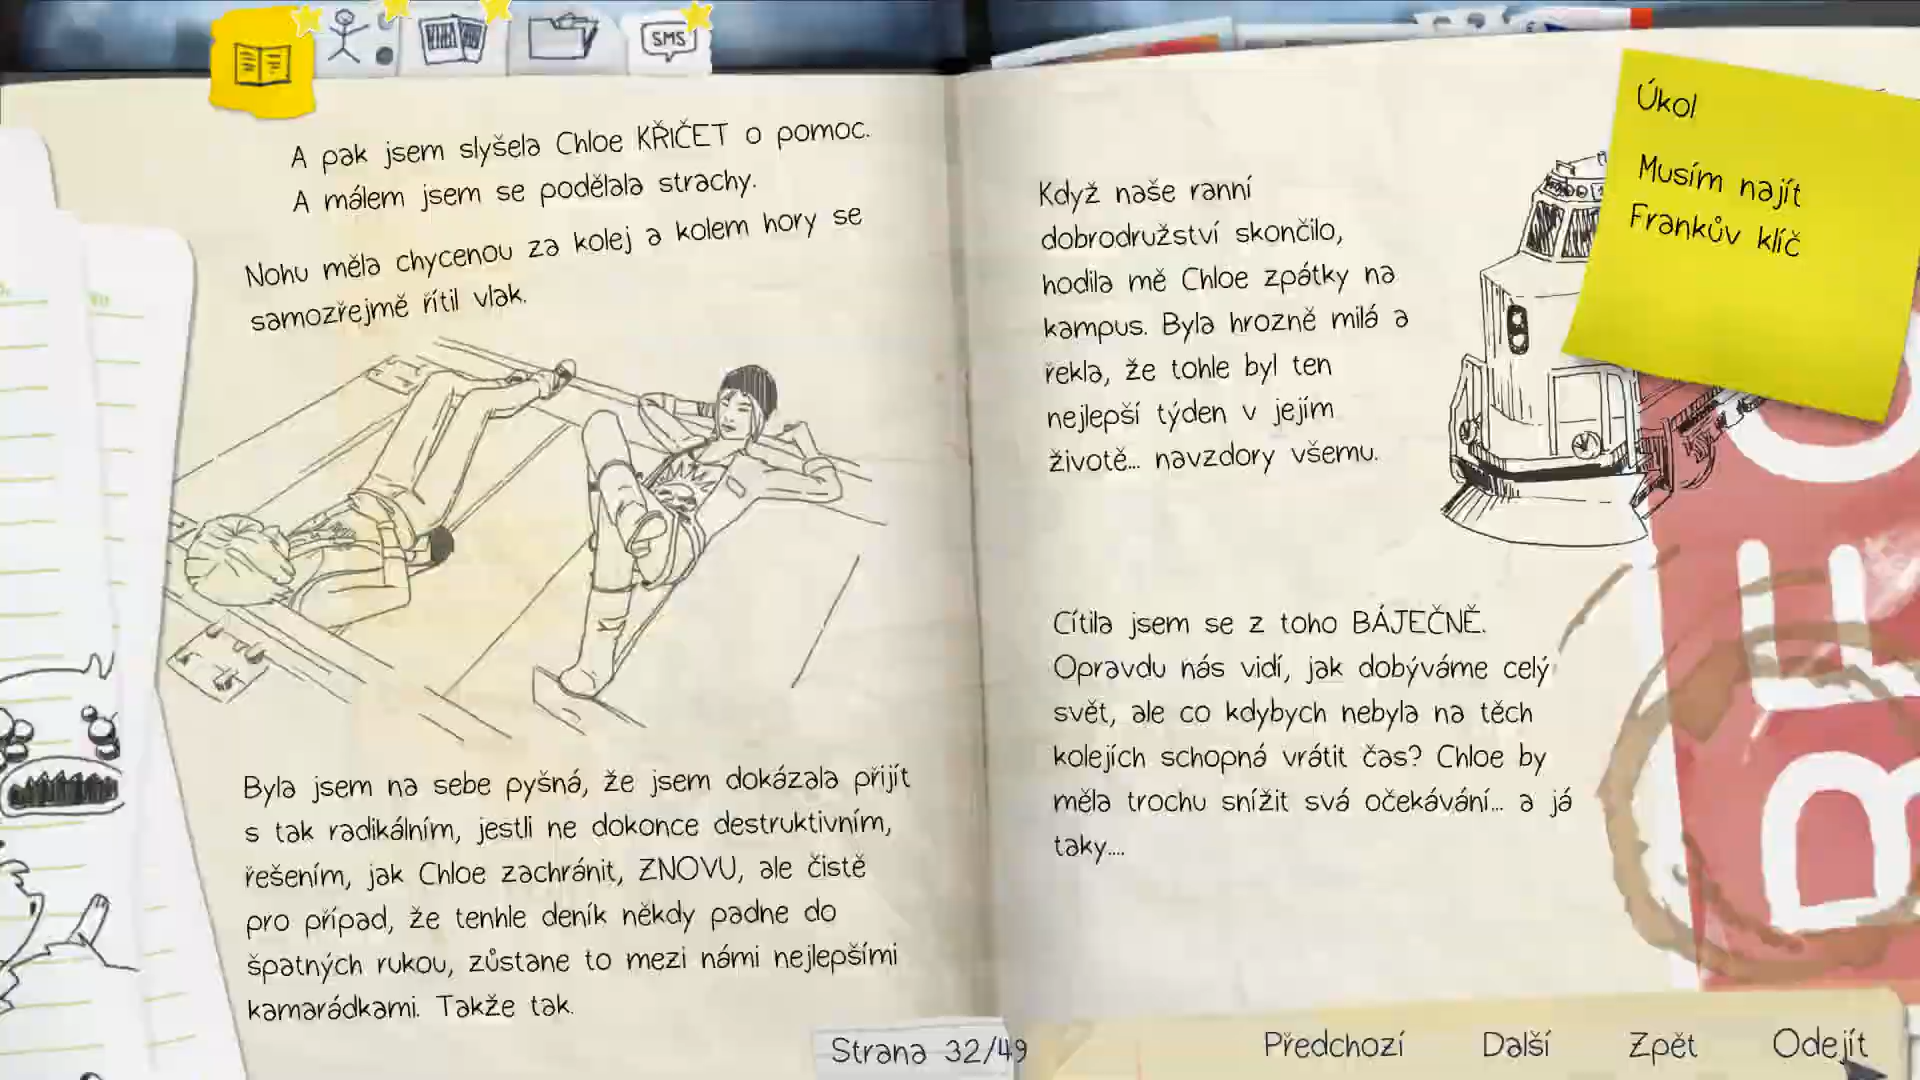 SMS
A pak jsem slyšela Chloe KŘIČET o pomoc.
A málem jsem se podělala strachy.
Nohu měla chycenou za kolej a kolem hory se
samozřejmě řítil vlak.
Byla jsem na sebe pyšná, že jsem dokázala přijít
s tak radikálním, jestli ne dokonce destruktivním,
řešením, jak Chloe zachránit, ZNOVU, ale čistě
pro případ, že tenhle deník někdy padne do
špatných rukou, zůstane to mezi námi nejlepšími
kamarádkami. Takže tak.
Když naše ranní
dobrodružství skončilo,
hodila mě Chloe zpátky na
kampus. Byla hrozně milá a
řekla, že tohle byl ten
nejlepší týden v jejím
životě... navzdory všemu.
Cítila jsem se z toho BÁJEČNĚ.
Opravdu nás vidí, jak dobýváme celý
svět, ale co kdybych nebyla na těch
kolejích schopná vrátit čas? Chloe by
měla trochu snížit svá očekávání... a já
taky....
Úkol
Musím najít
Frankův klíč
Strana 32/49
Předchozí
Další
Zpět
Odejít